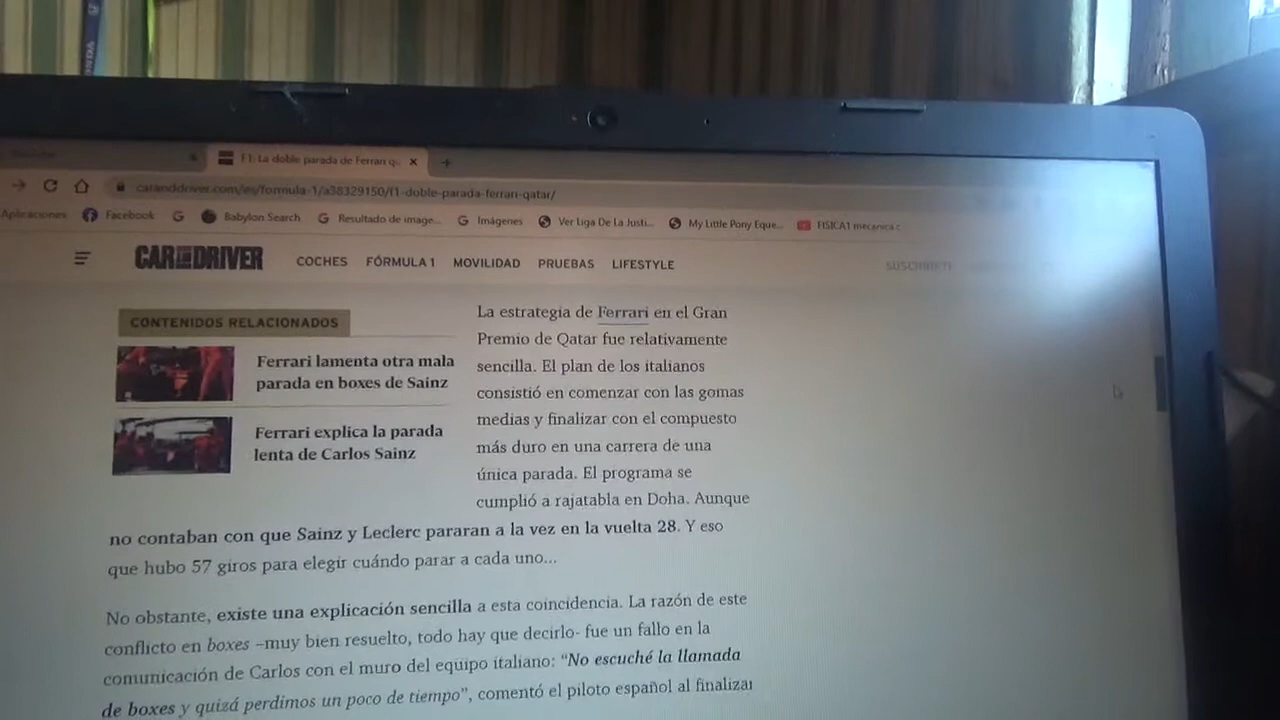 F1: La doble parada de Ferrari q
caranddriver.com/es/formula-1/a38329150/f1-doble-parada-ferrari-qatar/
Aplicaciones Facebook Babylon Search Resultado de image... Imágenes Ver Liga De La Justi... My Little Pony Eque... FISICA1 mecanica
CAR AND DRIVER COCHES FÓRMULA 1 MOVILIDAD PRUEBAS LIFESTYLE
CONTENIDOS RELACIONADOS
Ferrari lamenta otra mala
parada en boxes de Sainz
Ferrari explica la parada
lenta de Carlos Sainz
La estrategia de Ferrari en el Gran
Premio de Qatar fue relativamente
sencilla. El plan de los italianos
consistió en comenzar con las gomas
medias y finalizar con el compuesto
más duro en una carrera de una
única parada. El programa se
cumplió a rajatabla en Doha. Aunque
no contaban con que Sainz y Leclerc pararan a la vez en la vuelta 28. Y eso
que hubo 57 giros para elegir cuándo parar a cada uno...
No obstante, existe una explicación sencilla a esta coincidencia. La razón de este
conflicto en boxes –muy bien resuelto, todo hay que decirlo- fue un fallo en la
comunicación de Carlos con el muro del equipo italiano: “No escuché la llamada
de boxes y quizá perdimos un poco de tiempo”, comentó el piloto español al finalizar